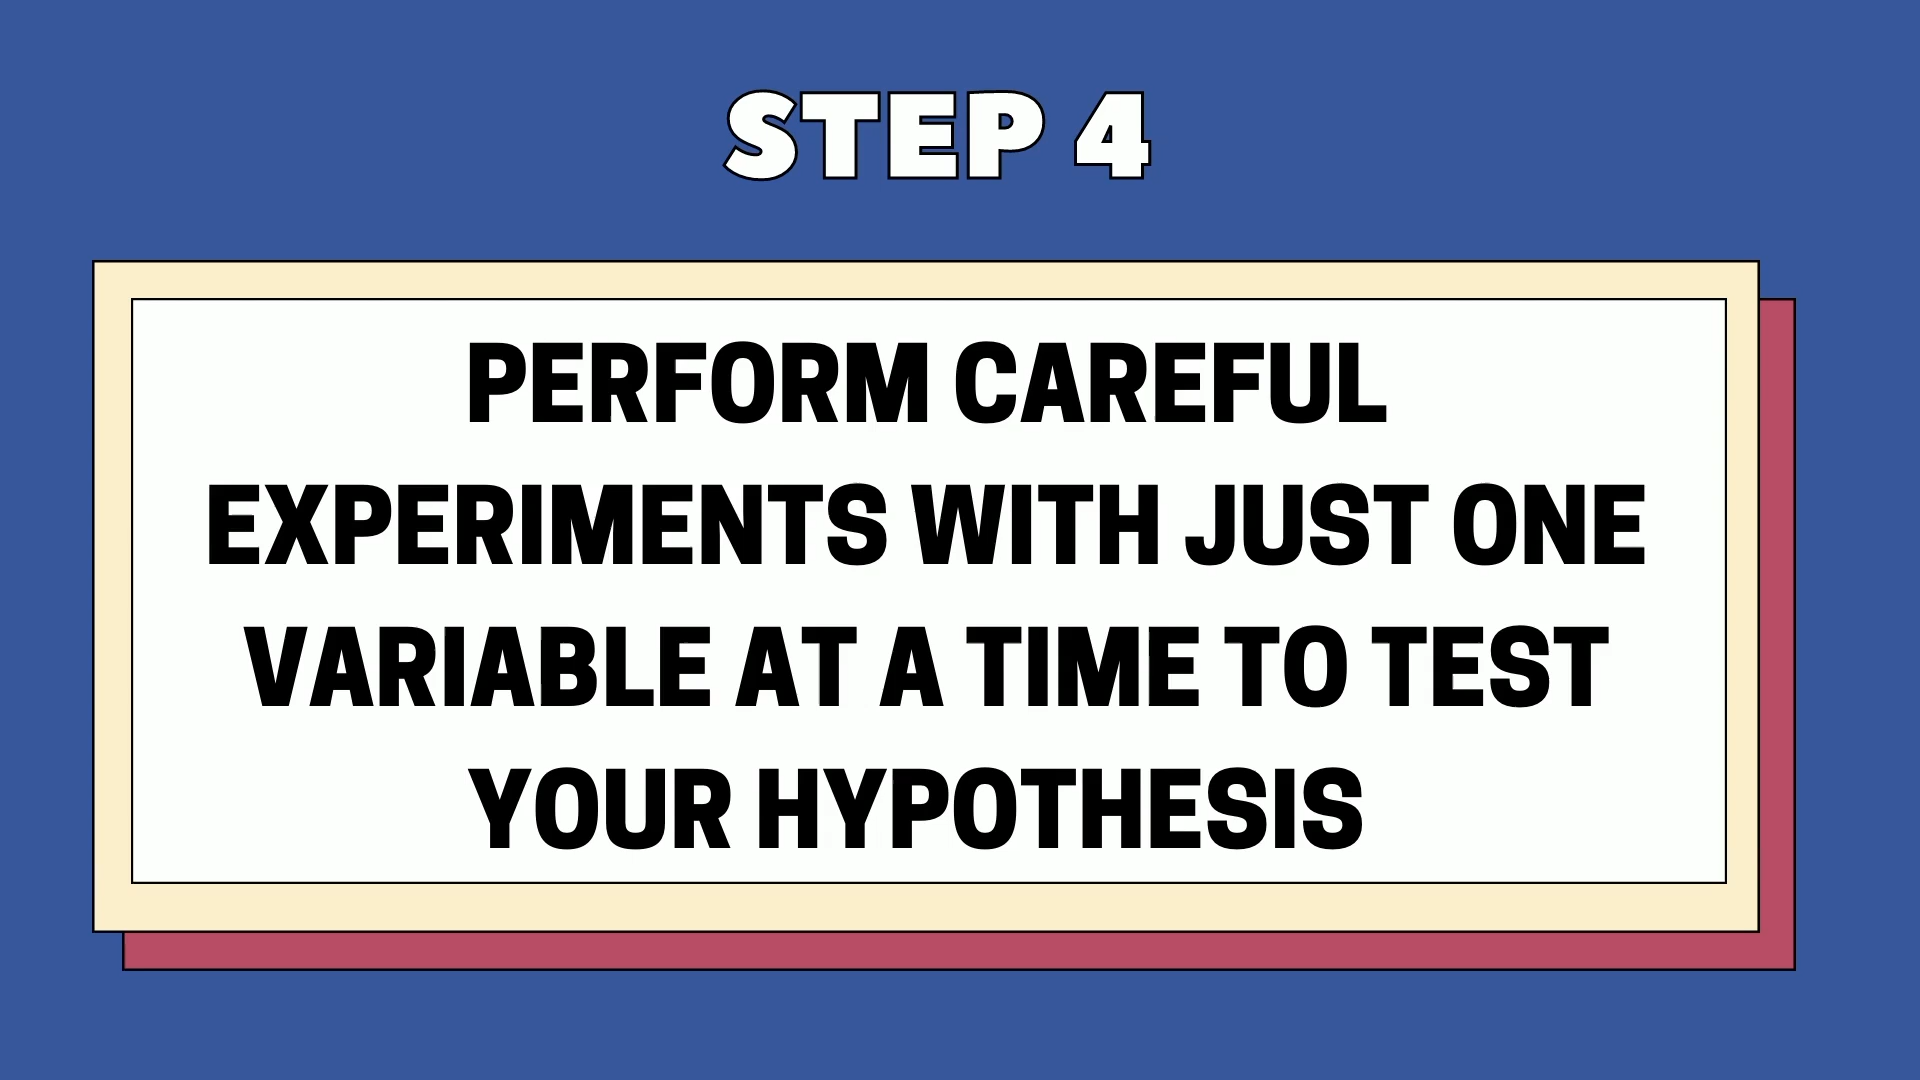 STEP 4
PERFORM CAREFUL
EXPERIMENTS WITH JUST ONE
VARIABLE AT A TIME TO TEST
YOUR HYPOTHESIS